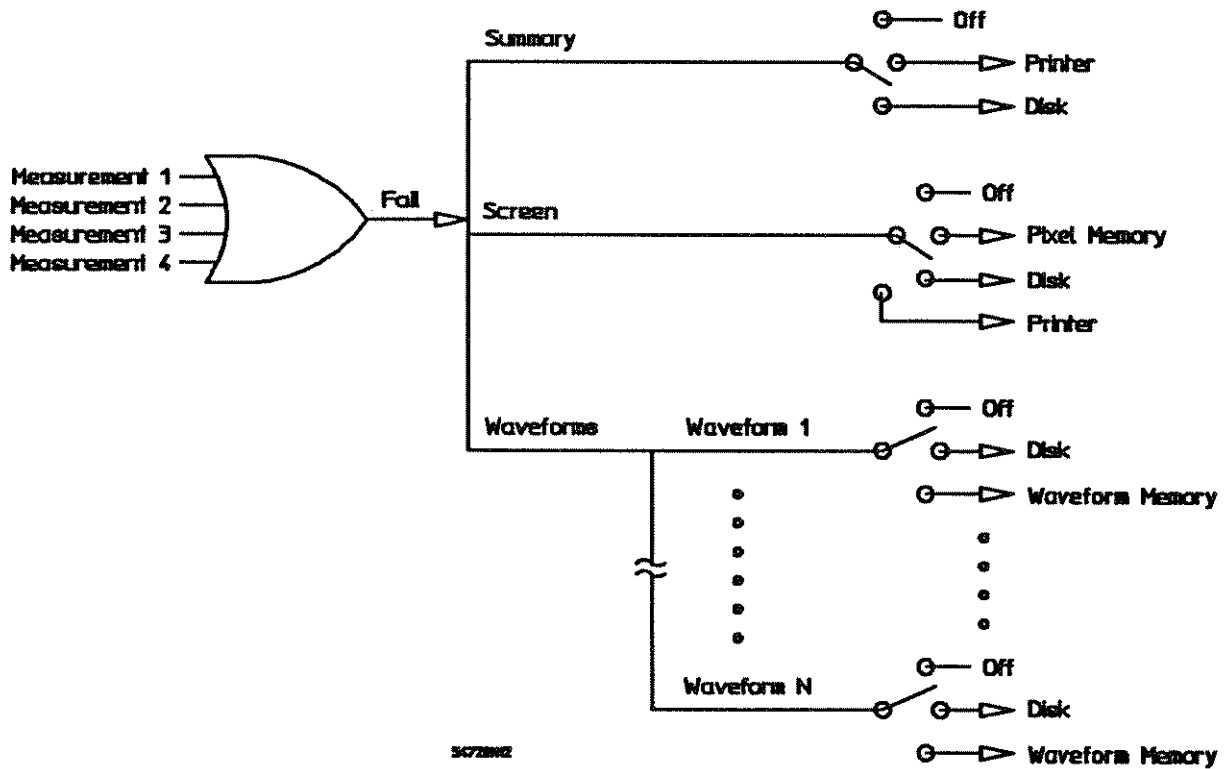 Summary
Off
Printer
Disk
Measurement 1
Measurement 2
Measurement 3
Measurement 4
Fail
Screen
Off
Pixel Memory
Disk
Printer
Waveforms
Waveform 1
Off
Disk
Waveform Memory
Waveform N
Off
Disk
Waveform Memory